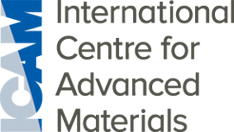 ICAM
International
Centre for
Advanced
Materials